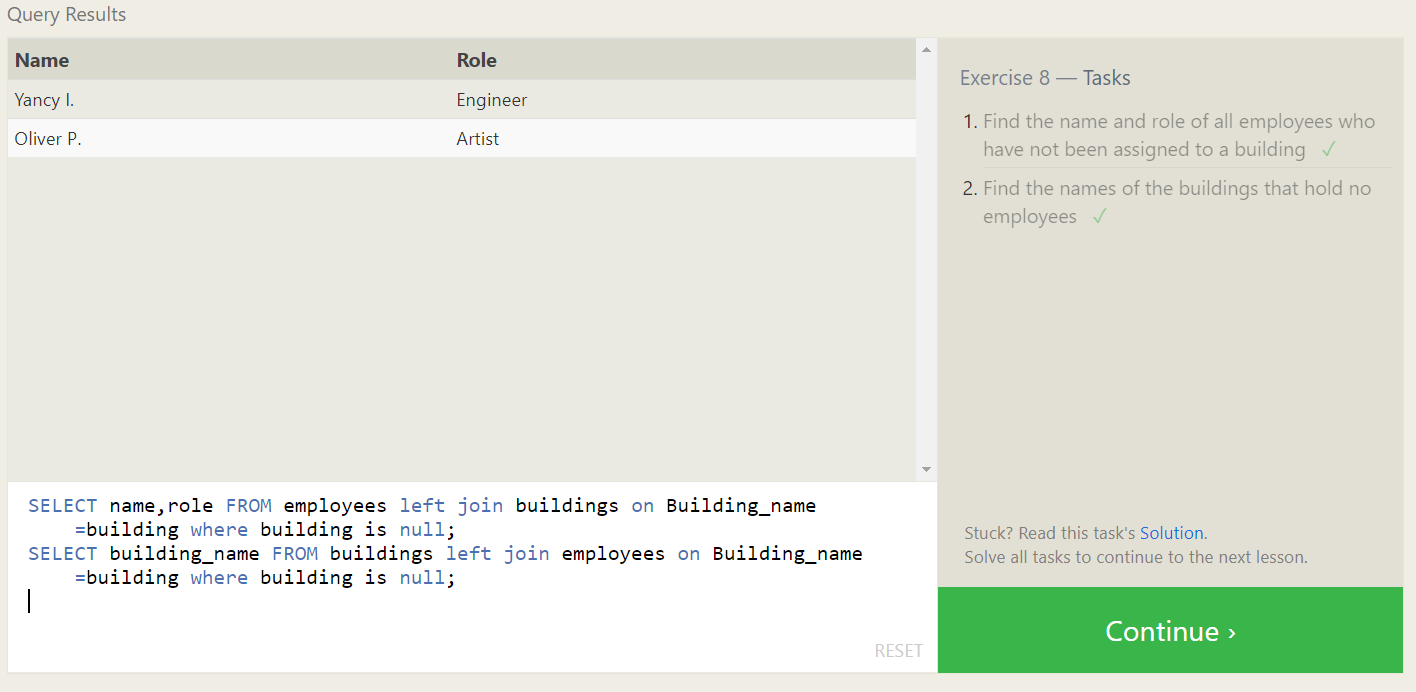 Query Results
Name Role
Yancy I. Engineer
Oliver P. Artist
SELECT name,role FROM employees left join buildings on Building_name
=building where building is null;
SELECT building_name FROM buildings left join employees on Building_name
=building where building is null;
RESET
Exercise 8 — Tasks
1. Find the name and role of all employees who
have not been assigned to a building ✓
2. Find the names of the buildings that hold no
employees ✓
Stuck? Read this task's Solution.
Solve all tasks to continue to the next lesson.
Continue ›